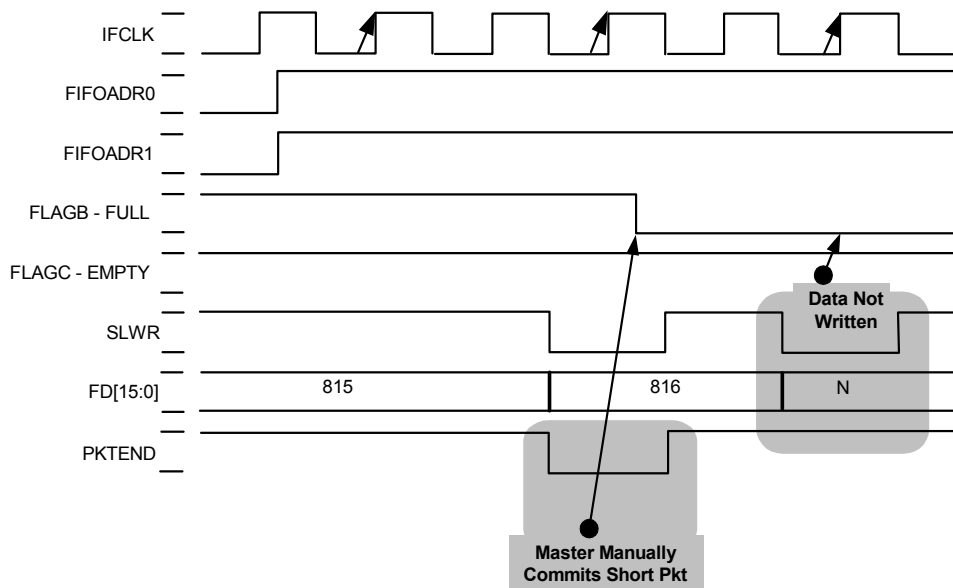 IFCLK
FIFOADR0
FIFOADR1
FLAGB - FULL
FLAGC - EMPTY
Data Not
Written
SLWR
FD[15:0]
815
816
N
PKTEND
Master Manually
Commits Short Pkt